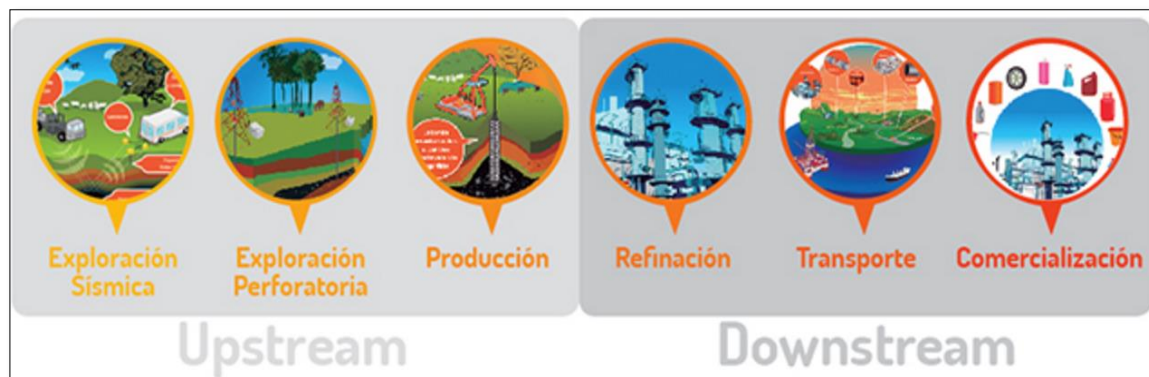 Exploración
Sísmica
Exploración
Perforatoria
Producción
Refinación
Transporte
Comercialización
Upstream
Downstream